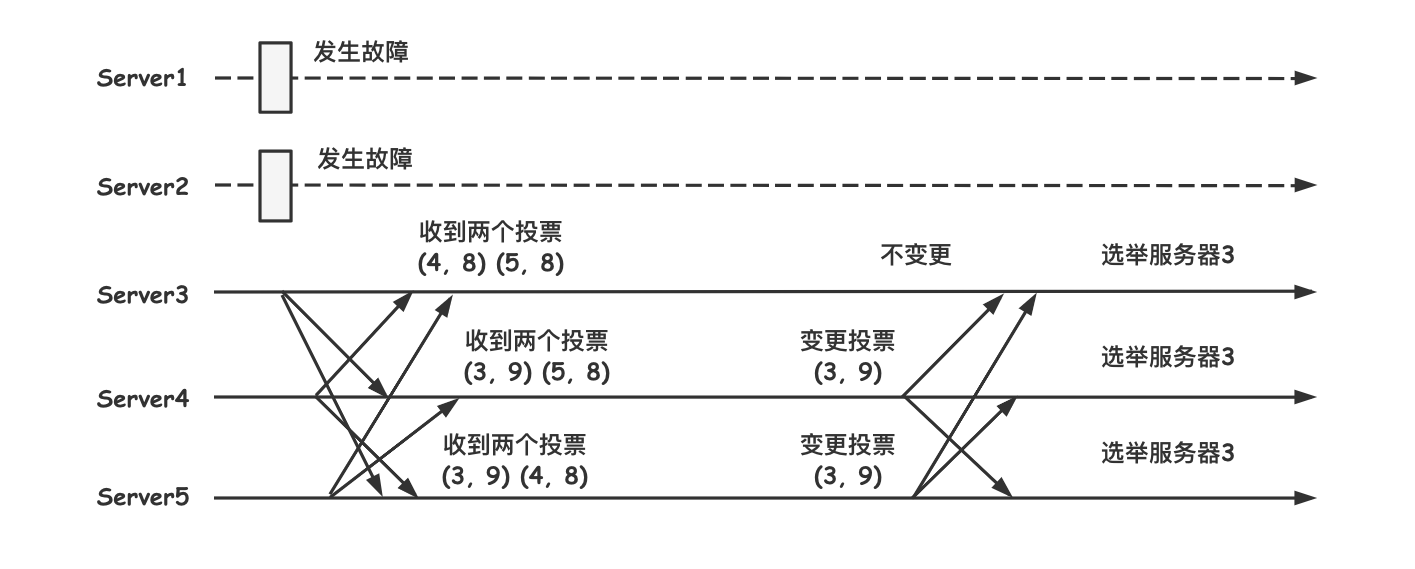 发生故障
Server1
发生故障
Server2
收到两个投票
(4, 8) (5, 8)
不变更
选举服务器3
Server3
收到两个投票
(3, 9) (5, 8)
变更投票
(3, 9)
选举服务器3
Server4
收到两个投票
(3, 9) (4, 8)
变更投票
(3, 9)
选举服务器3
Server5